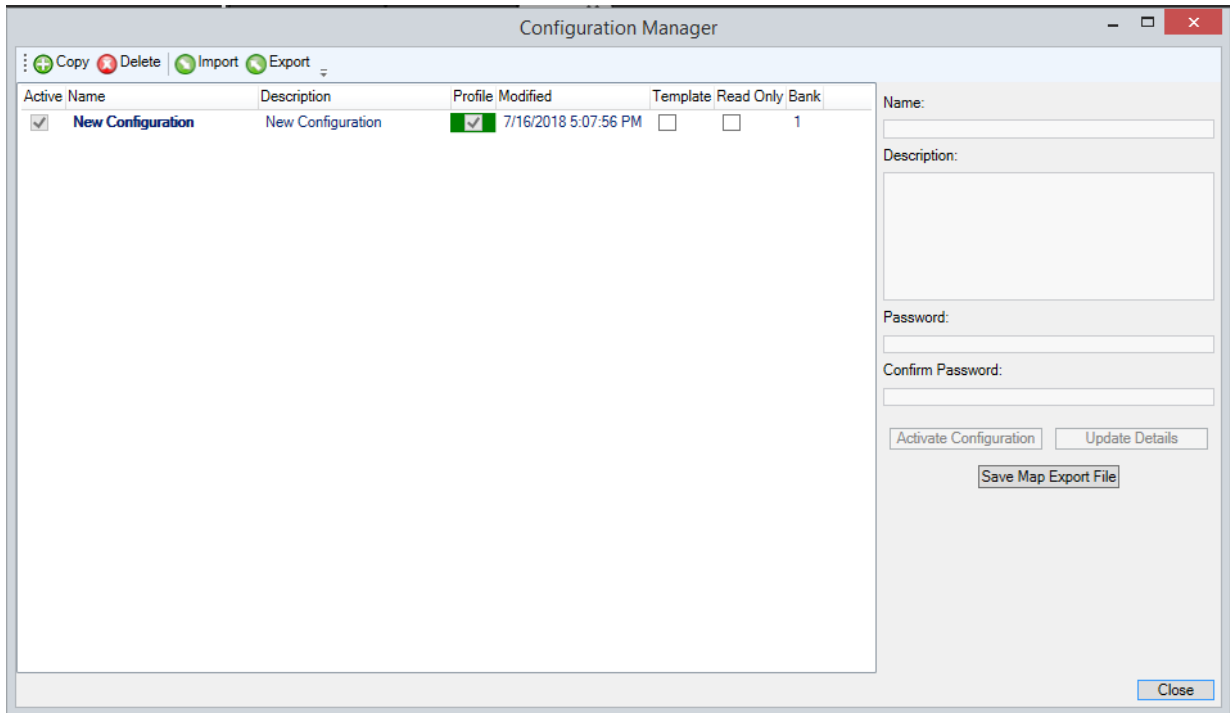 Configuration Manager
Copy Delete Import Export
Active Name Description Profile Modified Template Read Only Bank
New Configuration New Configuration 7/16/2018 5:07:56 PM 1
Name:
Description:
Password:
Confirm Password:
Activate Configuration Update Details
Save Map Export File
Close